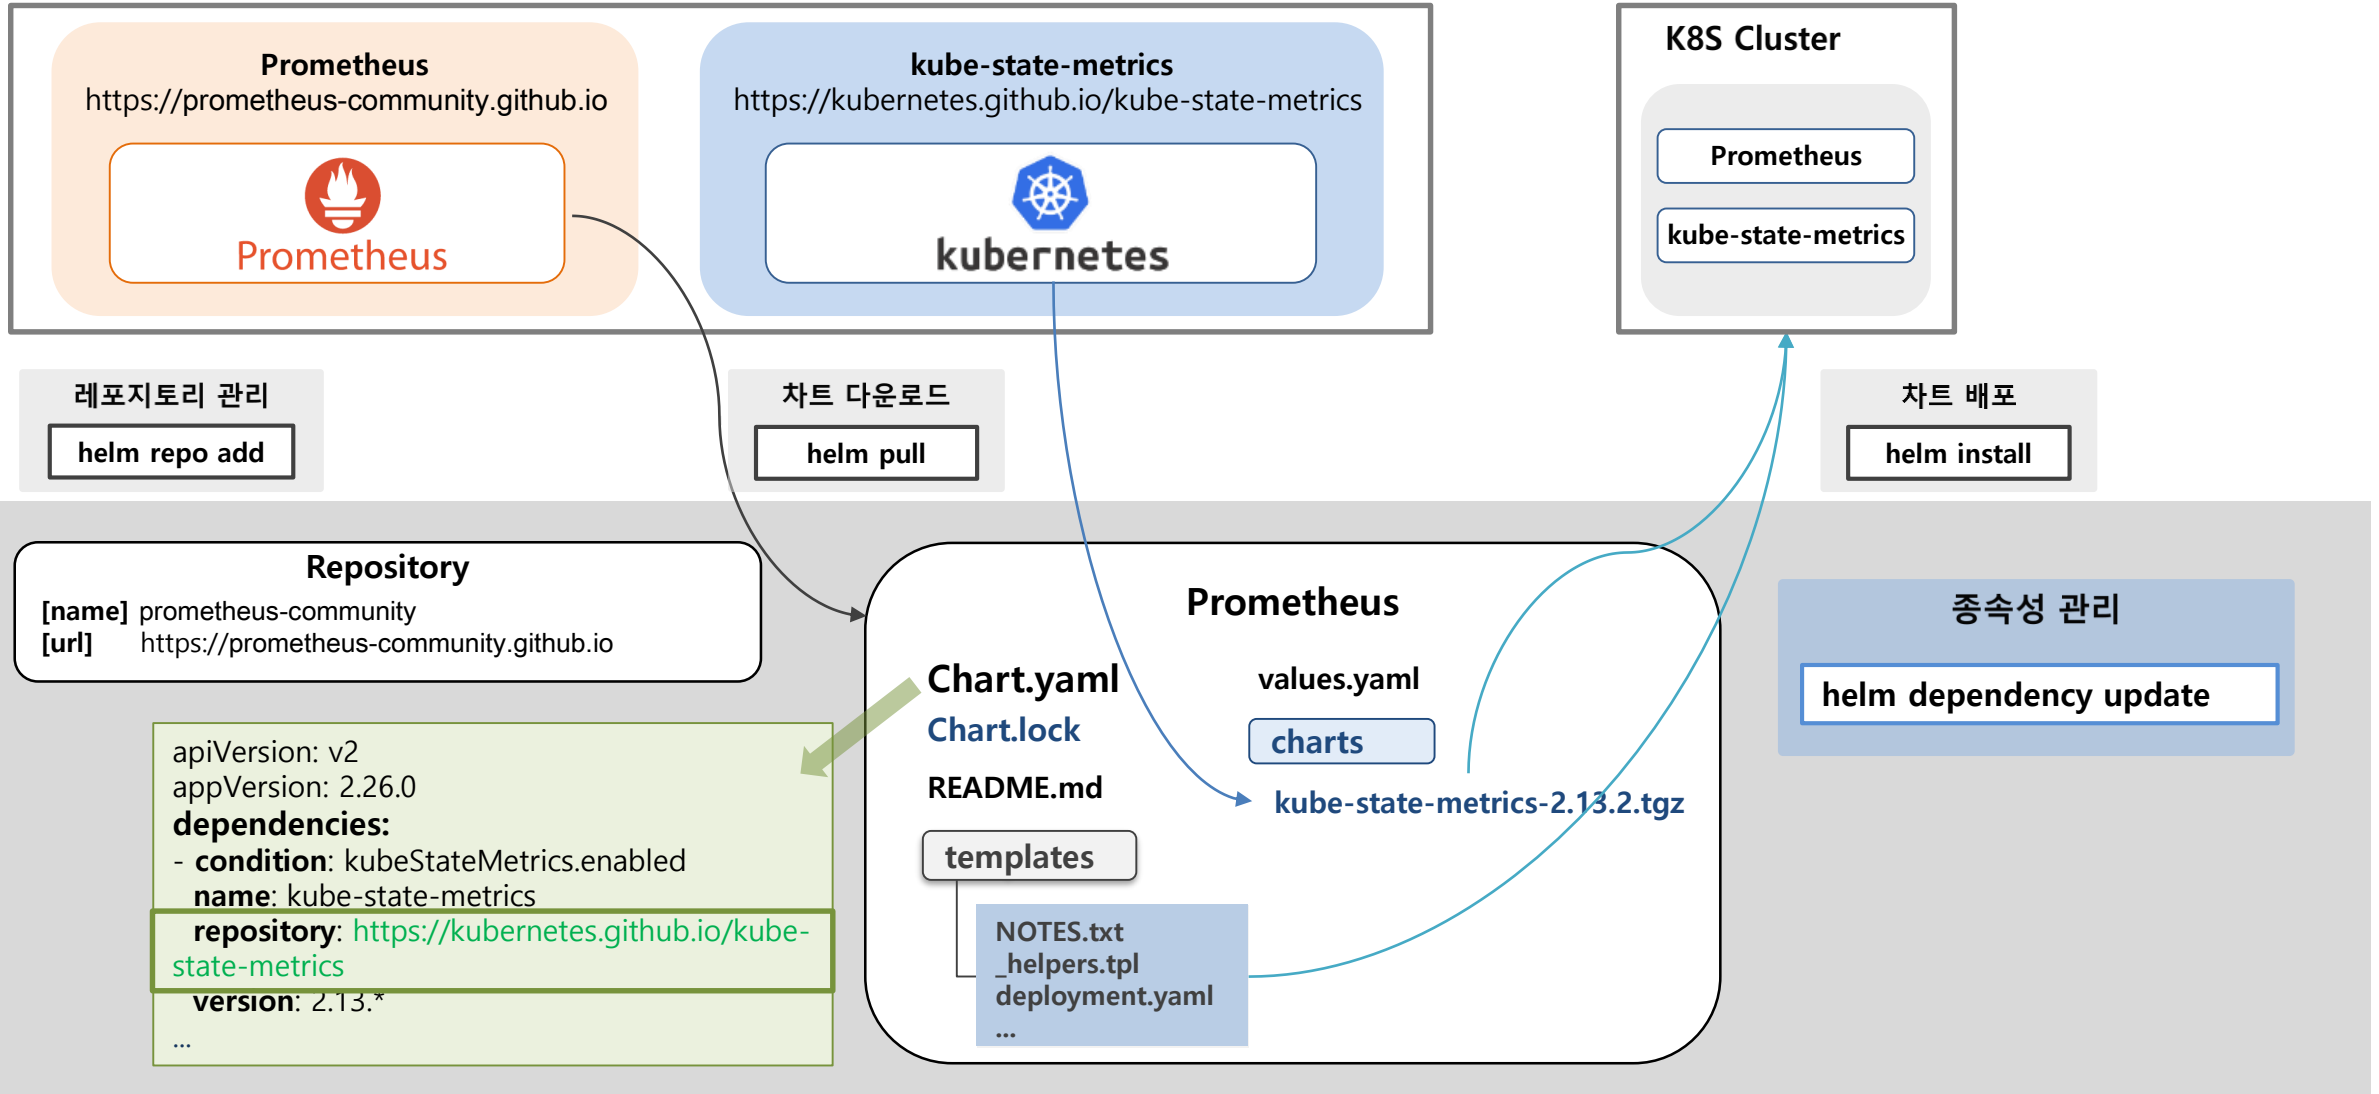 Prometheus
https://prometheus-community.github.io
Prometheus
kube-state-metrics
https://kubernetes.github.io/kube-state-metrics
kubernetes
K8S Cluster
Prometheus
kube-state-metrics
레포지토리 관리
helm repo add
차트 다운로드
helm pull
차트 배포
helm install
Repository
[name] prometheus-community
[url] https://prometheus-community.github.io
apiVersion: v2
appVersion: 2.26.0
dependencies:
- condition: kubeStateMetrics.enabled
name: kube-state-metrics
repository: https://kubernetes.github.io/kube-
state-metrics
version: 2.13.*
...
Prometheus
Chart.yaml
Chart.lock
README.md
templates
NOTES.txt
_helpers.tpl
deployment.yaml
...
values.yaml
charts
kube-state-metrics-2.13.2.tgz
종속성 관리
helm dependency update